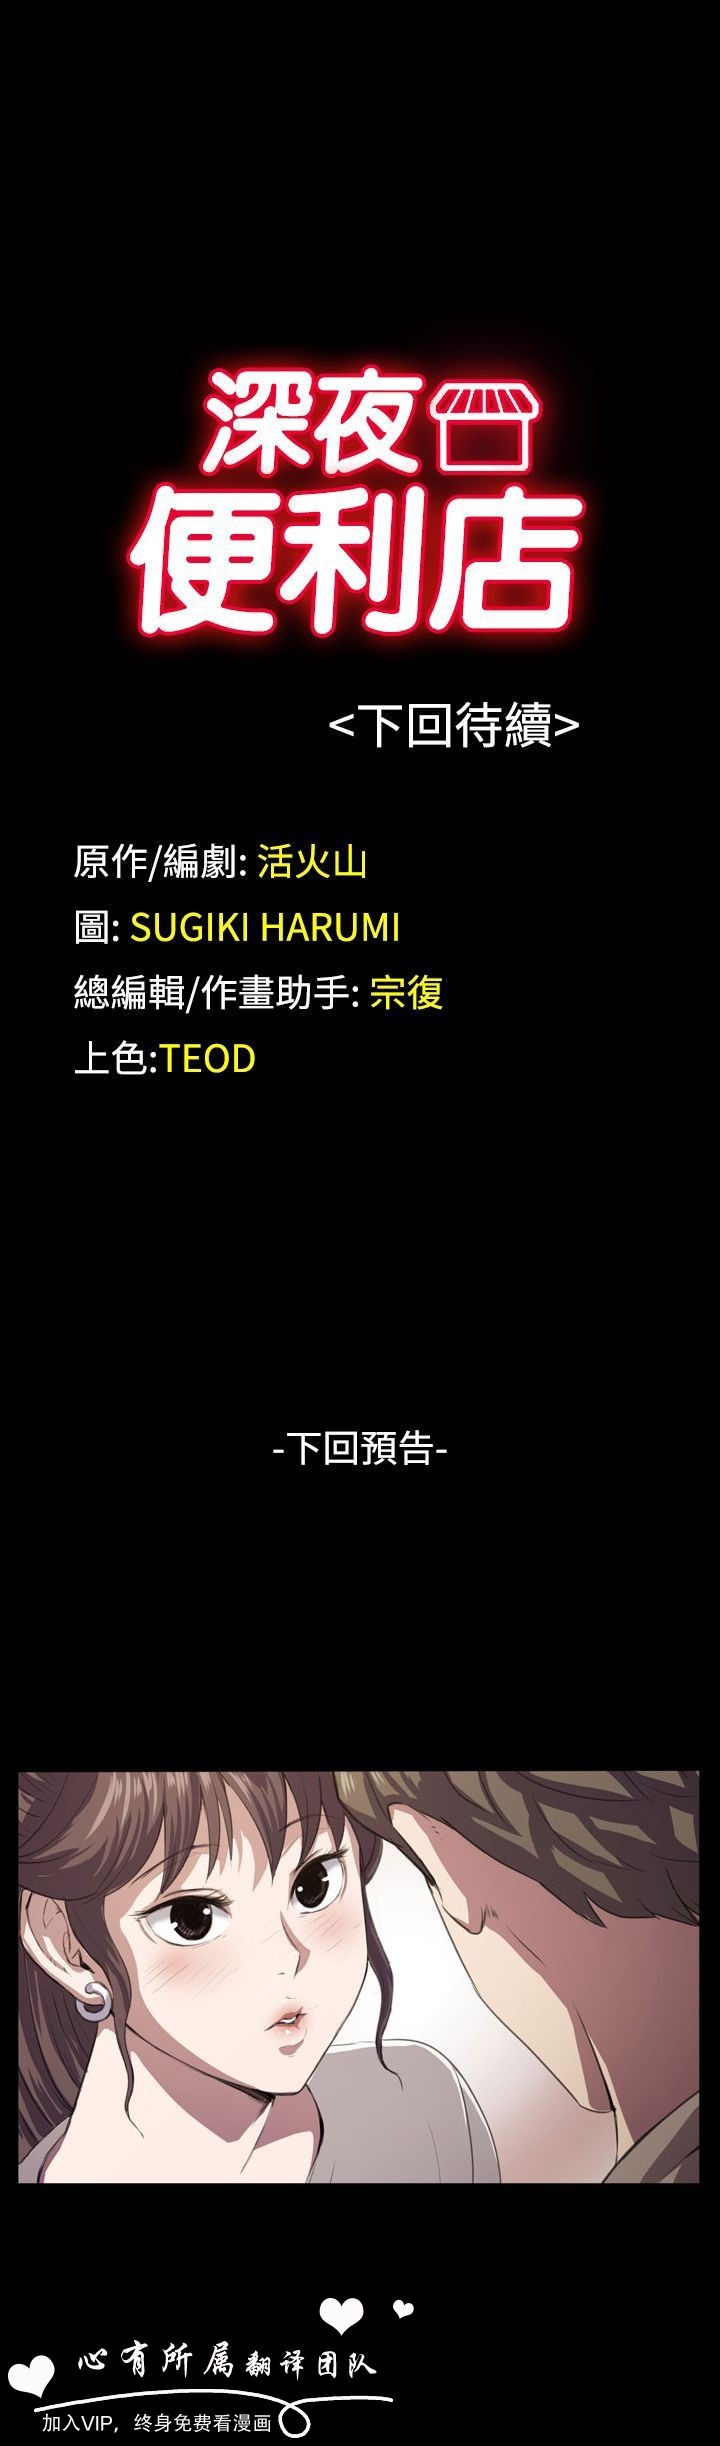 深夜
便利店
<下回待續>
原作/編劇: 活火山
圖: SUGIKI HARUMI
總編輯/作畫助手: 宗復
上色:TEOD
-下回預告-
心有所属翻译团队
加入VIP，终身免费看漫画